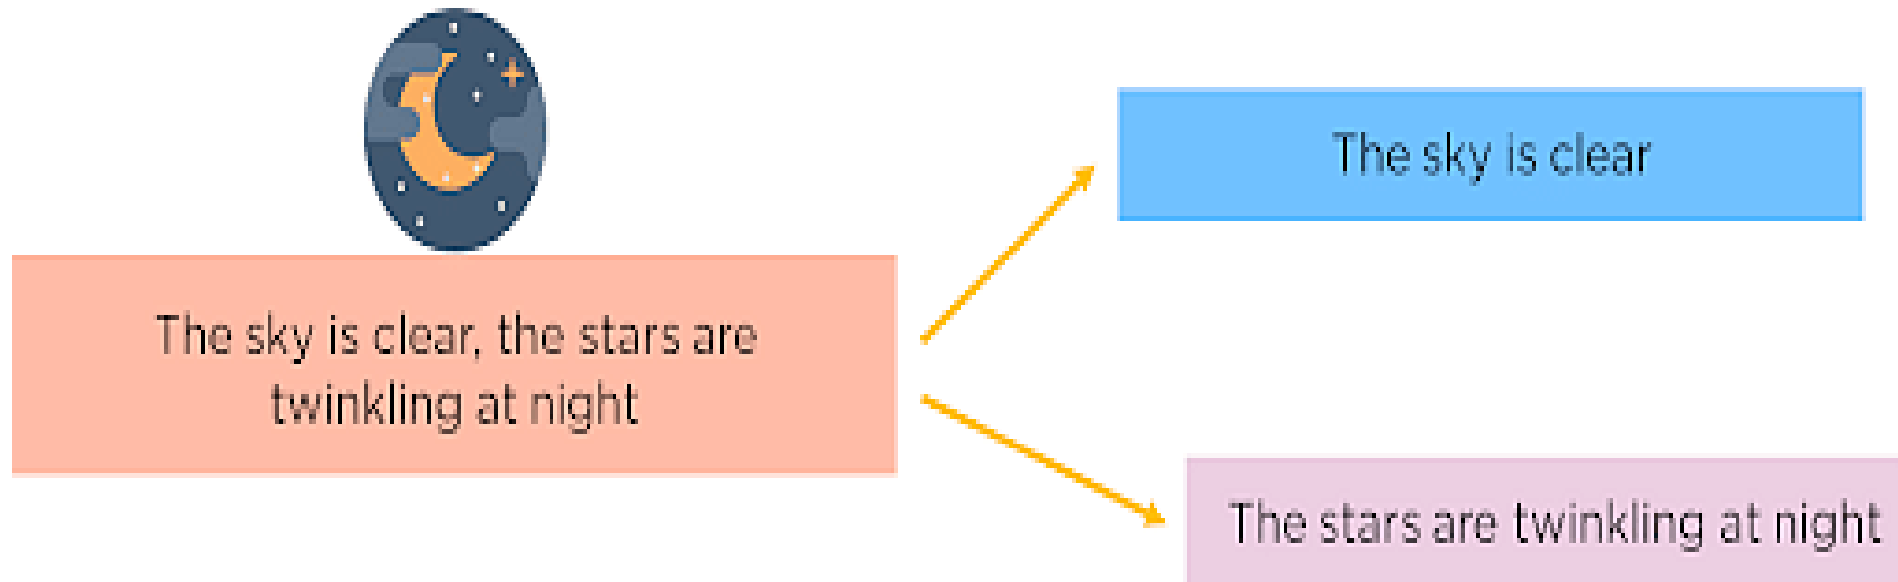 The sky is clear, the stars are
twinkling at night
The sky is clear
The stars are twinkling at night